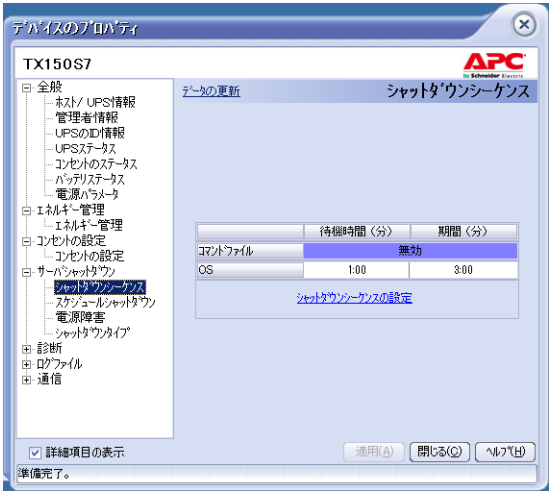 デバイスのプロパティ
TX150S7
APC
by Schneider Electric
データの更新
シャットダウンシーケンス
全般
ホスト/ UPS情報
管理者情報
UPSのID情報
UPSステータス
コンセントのステータス
バッテリステータス
電源パラメータ
エネルギー管理
エネルギー管理
コンセントの設定
コンセントの設定
サーバシャットダウン
シャットダウンシーケンス
スケジュールシャットダウン
電源障害
シャットダウンタイプ
診断
ログファイル
通信
待機時間（分） 期間（分）
コマンドファイル 無効
OS 1:00 3:00
シャットダウンシーケンスの設定
詳細項目の表示
適用(A) 閉じる(C) ヘルプ(H)
準備完了。